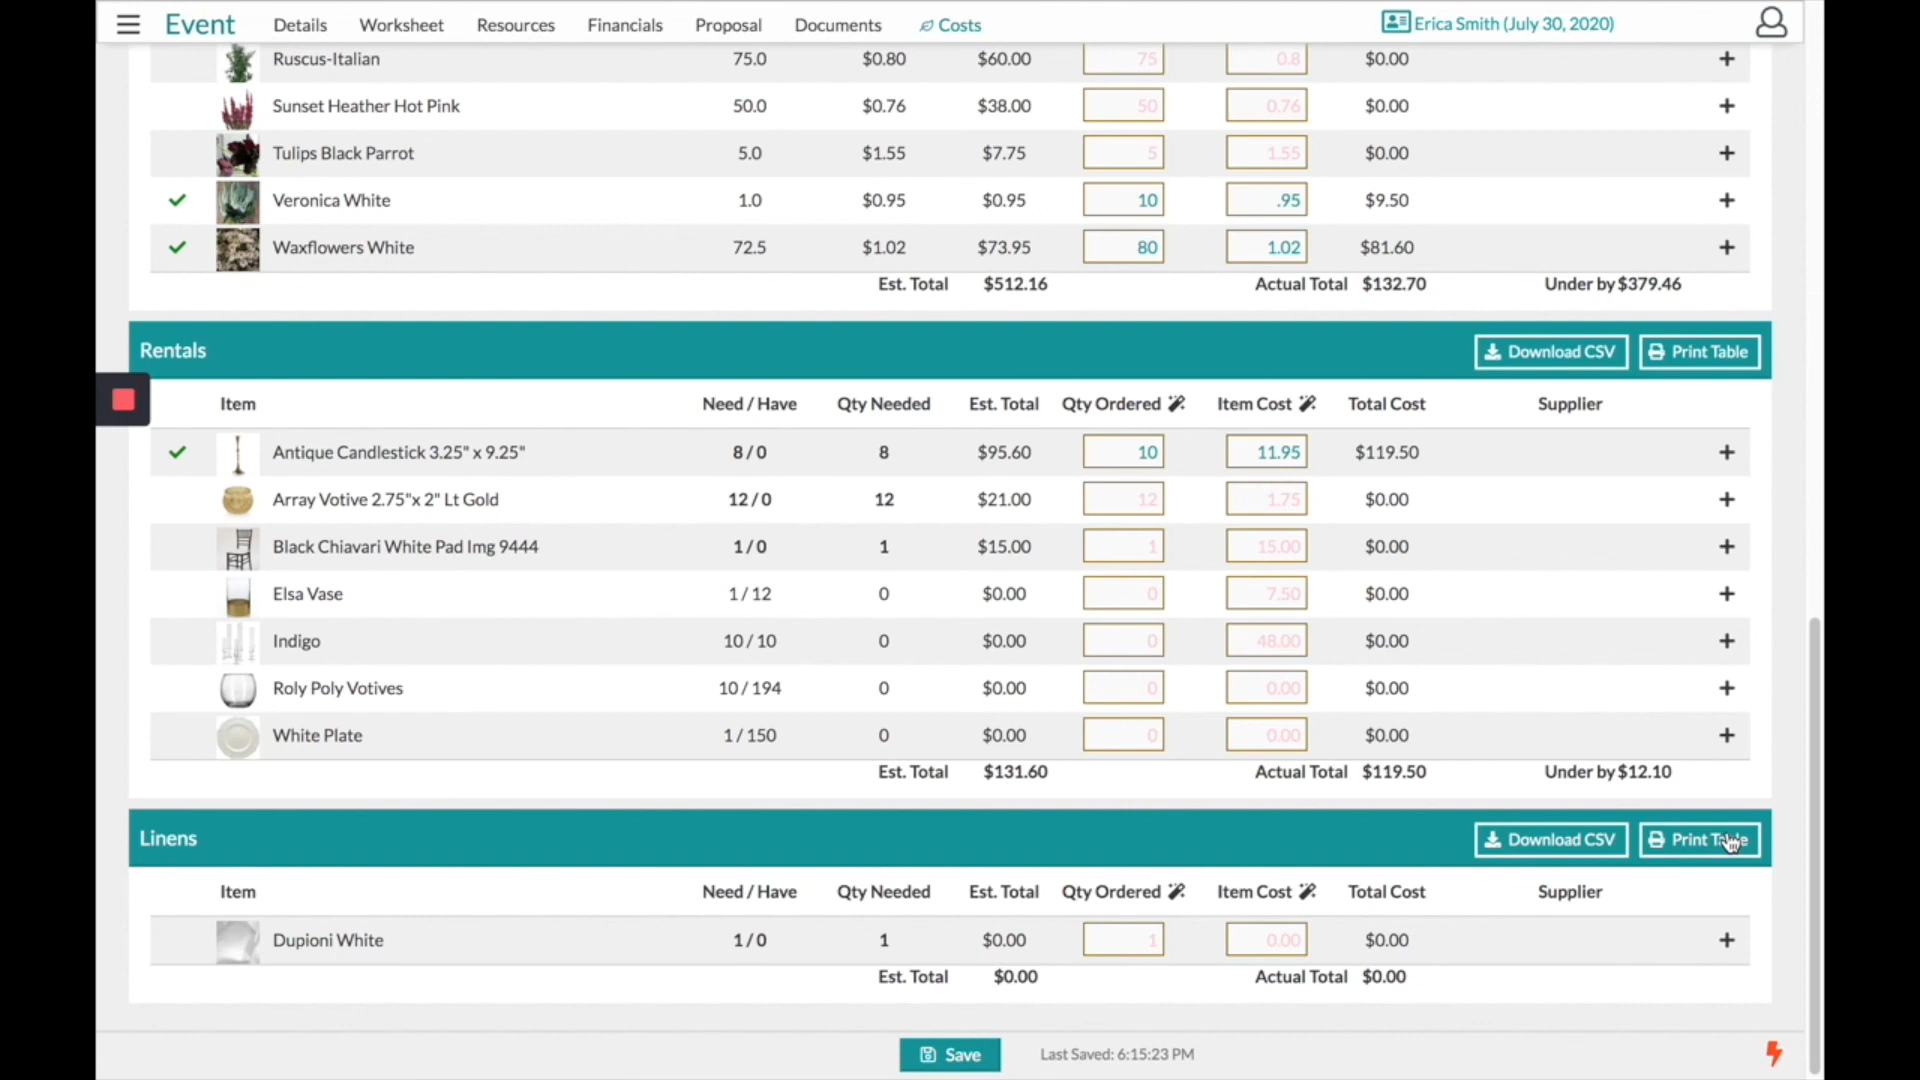 Event Details Worksheet Resources Financials Proposal Documents Costs Erica Smith (July 30, 2020)
Ruscus-Italian 75.0 $0.80 $60.00 75 0.8 $0.00 +
Sunset Heather Hot Pink 50.0 $0.76 $38.00 50 0.76 $0.00 +
Tulips Black Parrot 5.0 $1.55 $7.75 5 1.55 $0.00 +
Veronica White 1.0 $0.95 $0.95 10 .95 $9.50 +
Waxflowers White 72.5 $1.02 $73.95 80 1.02 $81.60 +
Est. Total $512.16 Actual Total $132.70 Under by $379.46
Rentals Download CSV Print Table
Item Need / Have Qty Needed Est. Total Qty Ordered Item Cost Total Cost Supplier
Antique Candlestick 3.25" x 9.25" 8 / 0 8 $95.60 10 11.95 $119.50 +
Array Votive 2.75"x 2" Lt Gold 12 / 0 12 $21.00 12 1.75 $0.00 +
Black Chiavari White Pad Img 9444 1 / 0 1 $15.00 1 15.00 $0.00 +
Elsa Vase 1 / 12 0 $0.00 0 7.50 $0.00 +
Indigo 10 / 10 0 $0.00 0 48.00 $0.00 +
Roly Poly Votives 10 / 194 0 $0.00 0 0.00 $0.00 +
White Plate 1 / 150 0 $0.00 0 0.00 $0.00 +
Est. Total $131.60 Actual Total $119.50 Under by $12.10
Linens Download CSV Print Table
Item Need / Have Qty Needed Est. Total Qty Ordered Item Cost Total Cost Supplier
Dupioni White 1 / 0 1 $0.00 1 0.00 $0.00 +
Est. Total $0.00 Actual Total $0.00
Save Last Saved: 6:15:23 PM